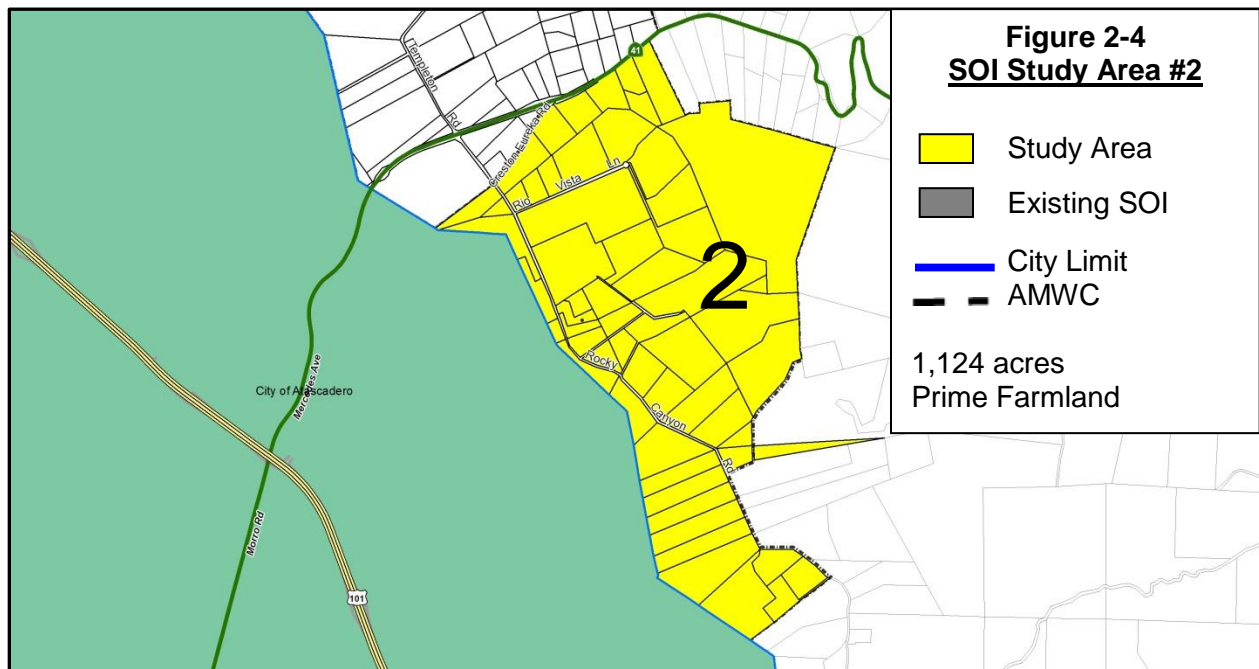 Figure 2-4
SOI Study Area #2
Study Area
Existing SOI
City Limit
AMWC
1,124 acres
Prime Farmland
41
Templeton
Rd
Creston-Eureka Rd
Rio
Vista
Ln
2
Rocky
Canyon
Rd
City of Atascadero
Mercedes Ave
Morro Rd
101